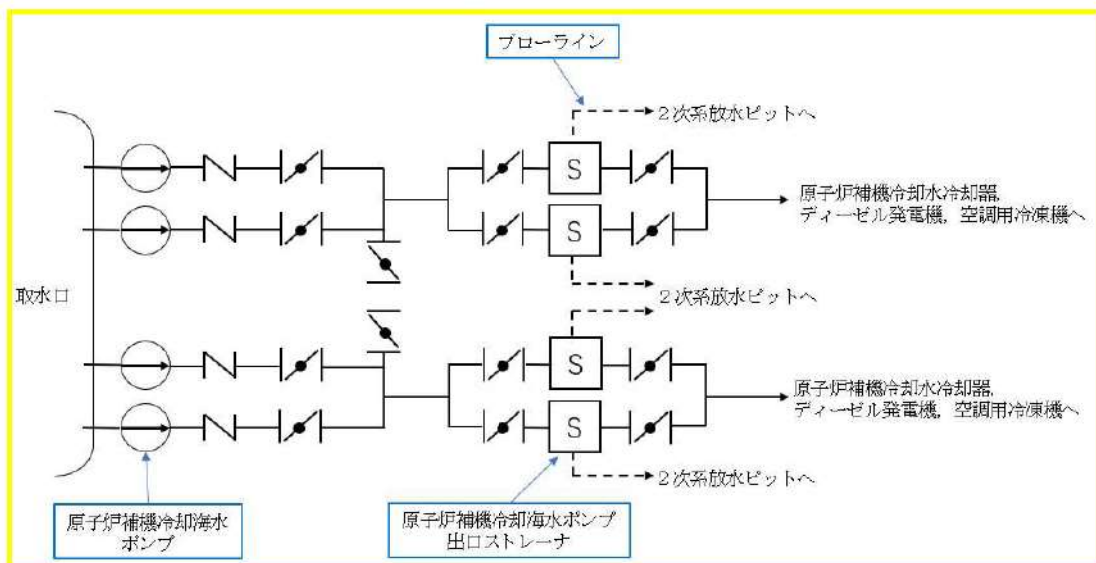 ブローライン
2次系放水ピットへ
S
原子炉補機冷却水冷却器,
ディーゼル発電機, 空調用冷凍機へ
S
2次系放水ピットへ
取水口
2次系放水ピットへ
S
原子炉補機冷却水冷却器,
ディーゼル発電機, 空調用冷凍機へ
S
2次系放水ピットへ
原子炉補機冷却海水
ポンプ
原子炉補機冷却海水ポンプ
出口ストレーナ